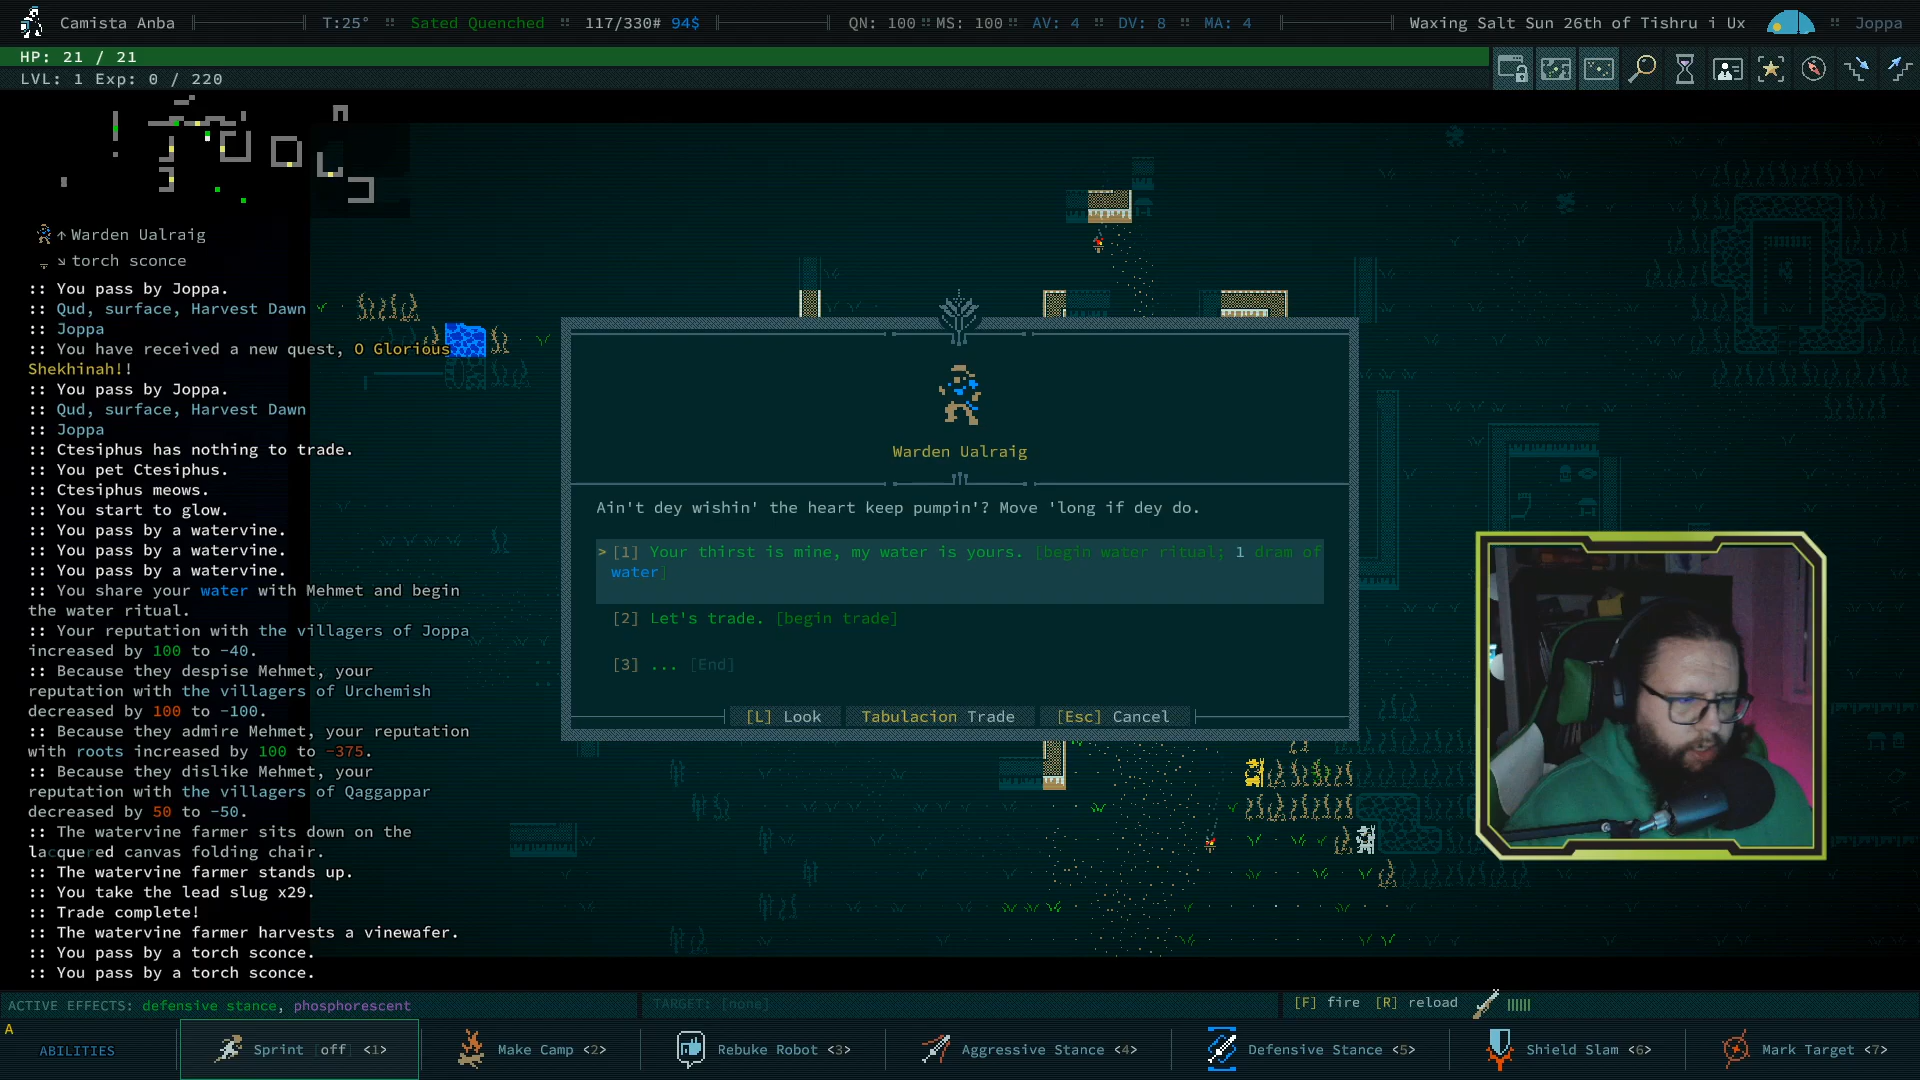 Camista Anba T:25° :: Sated Quenched :: 117/330# 94$ QN: 100 :: MS: 100 :: AV: 4 :: DV: 8 :: MA: 4 Waxing Salt Sun 26th of Tishru i Ux :: Joppa
HP: 21 / 21
LVL: 1 Exp: 0 / 220
↑ Warden Ualraig
↘ torch sconce
:: You pass by Joppa.
:: Qud, surface, Harvest Dawn
:: Joppa
:: You have received a new quest, O Glorious
Shekhinah!!
:: You pass by Joppa.
:: Qud, surface, Harvest Dawn
:: Joppa
:: Ctesiphus has nothing to trade.
:: You pet Ctesiphus.
:: Ctesiphus meows.
:: You start to glow.
:: You pass by a watervine.
:: You pass by a watervine.
:: You pass by a watervine.
:: You share your water with Mehmet and begin
the water ritual.
:: Your reputation with the villagers of Joppa
increased by 100 to -40.
:: Because they despise Mehmet, your
reputation with the villagers of Urchemish
decreased by 100 to -100.
:: Because they admire Mehmet, your reputation
with roots increased by 100 to -375.
:: Because they dislike Mehmet, your
reputation with the villagers of Qaggappar
decreased by 50 to -50.
:: The watervine farmer sits down on the
lacquered canvas folding chair.
:: The watervine farmer stands up.
:: You take the lead slug x29.
:: Trade complete!
:: The watervine farmer harvests a vinewafer.
:: You pass by a torch sconce.
:: You pass by a torch sconce.
Warden Ualraig
Ain't dey wishin' the heart keep pumpin'? Move 'long if dey do.
>[1] Your thirst is mine, my water is yours. [begin water ritual; 1 dram of
water]
[2] Let's trade. [begin trade]
[3] ... [End]
[L] Look Tabulacion Trade [Esc] Cancel
ACTIVE EFFECTS: defensive stance, phosphorescent TARGET: [none] [F] fire [R] reload
A
ABILITIES Sprint [off] <1> Make Camp <2> Rebuke Robot <3> Aggressive Stance <4> Defensive Stance <5> Shield Slam <6> Mark Target <7>